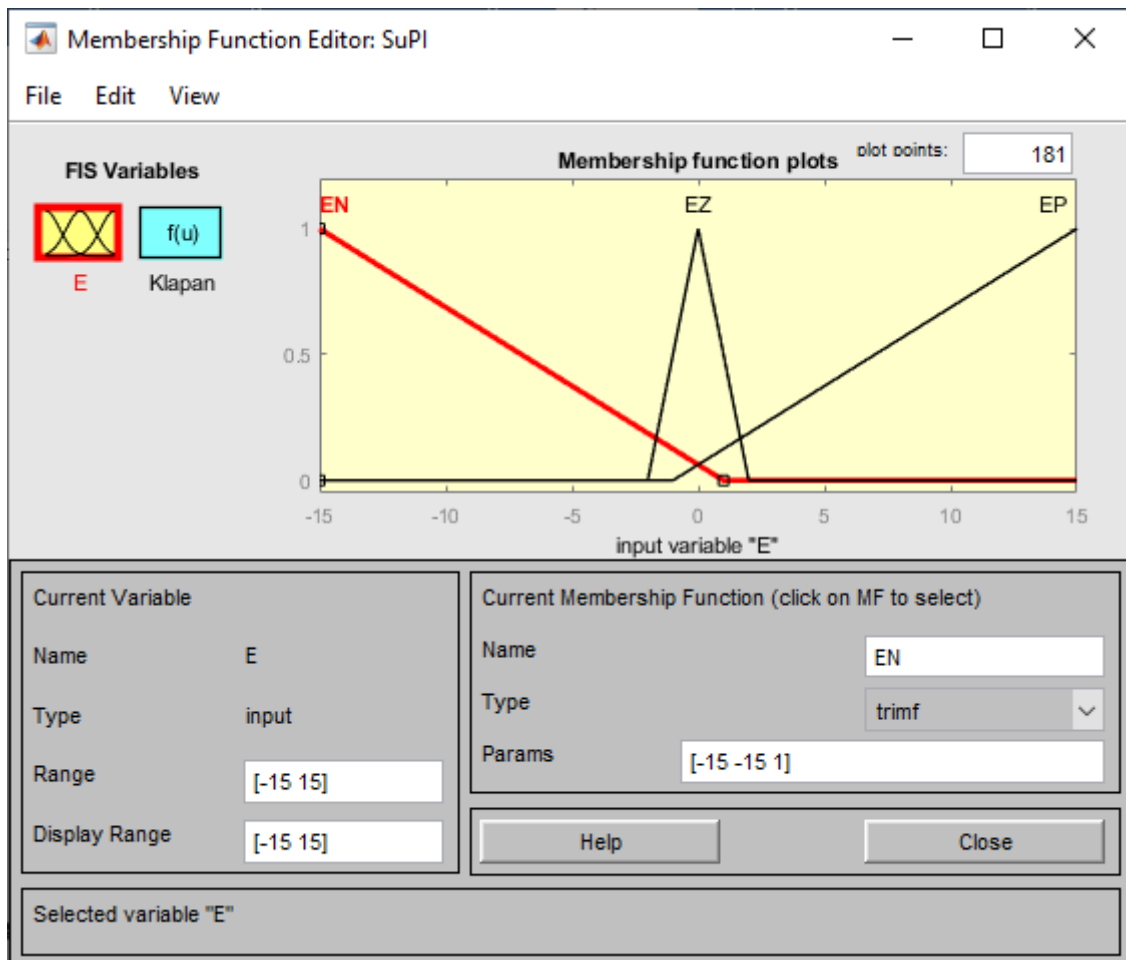 Membership Function Editor: SuPI
File Edit View
FIS Variables
f(u)
E Klapan
Membership function plots
plot points: 181
EN EZ EP
1
0.5
0
-15 -10 -5 0 5 10 15
input variable "E"
Current Variable
Name E
Type input
Range [-15 15]
Display Range [-15 15]
Current Membership Function (click on MF to select)
Name EN
Type trimf
Params [-15 -15 1]
Help Close
Selected variable "E"